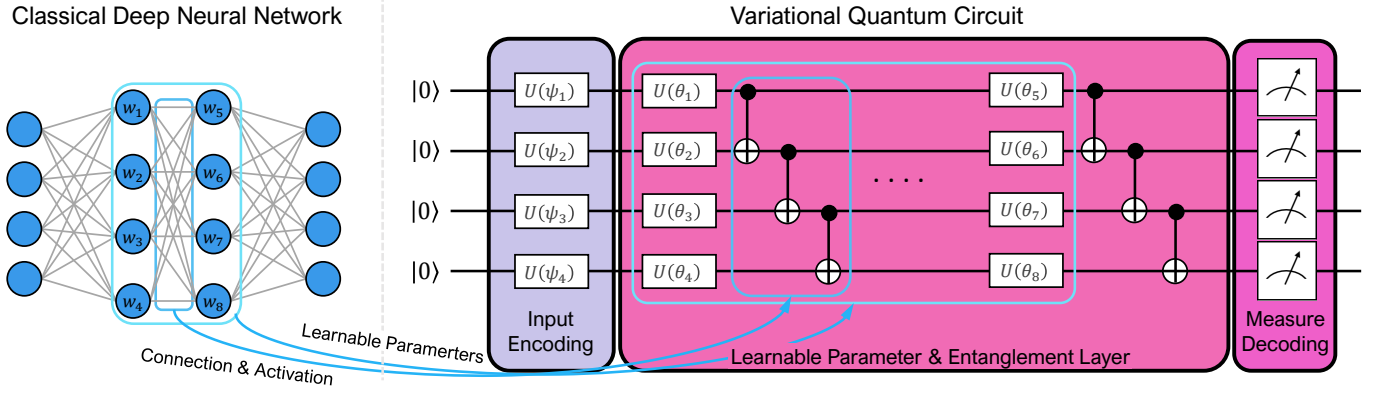 Classical Deep Neural Network
Variational Quantum Circuit
w₁ w₅
w₂ w₆
w₃ w₇
w₄ w₈
|0⟩ U(ψ₁) U(θ₁) U(θ₅)
|0⟩ U(ψ₂) U(θ₂) U(θ₆)
. . . .
|0⟩ U(ψ₃) U(θ₃) U(θ₇)
|0⟩ U(ψ₄) U(θ₄) U(θ₈)
Learnable Paramerters
Connection & Activation
Input
Encoding
Learnable Parameter & Entanglement Layer
Measure
Decoding